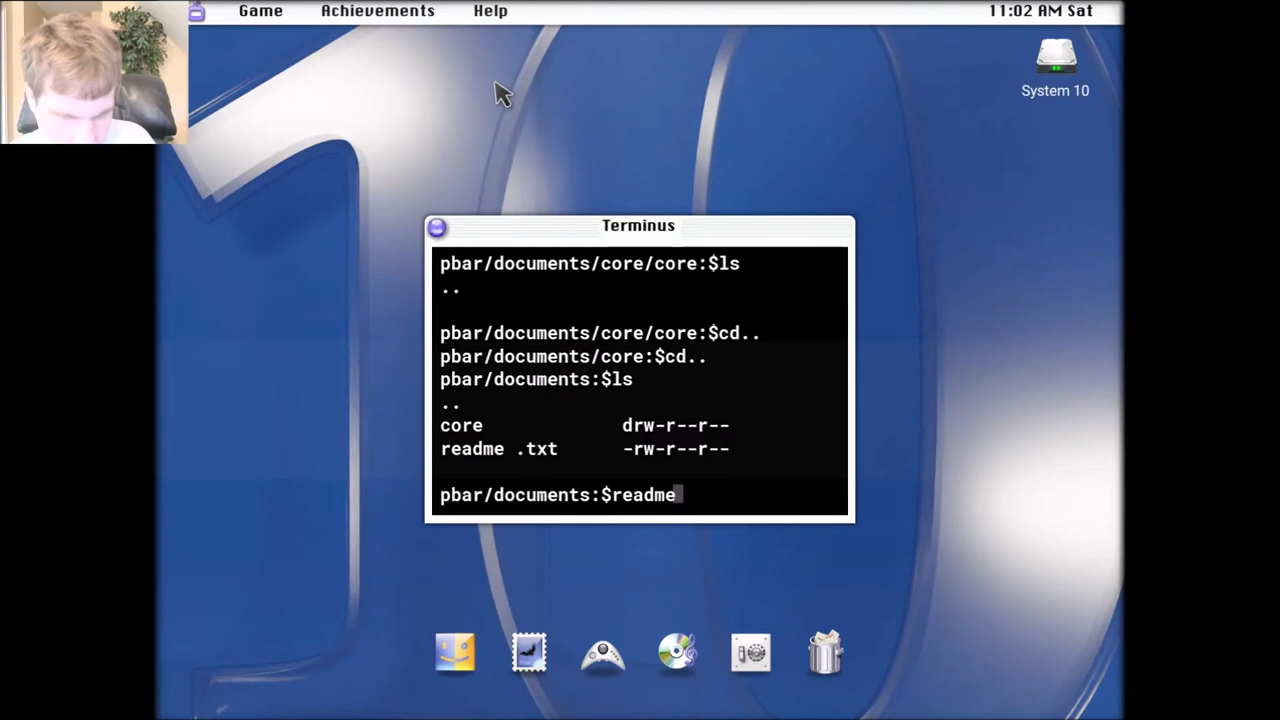 Game Achievements Help 11:02 AM Sat
System 10
Terminus
pbar/documents/core/core:$ls
..
pbar/documents/core/core:$cd..
pbar/documents/core:$cd..
pbar/documents:$ls
..
core drw-r--r--
readme .txt -rw-r--r--
pbar/documents:$readme
10